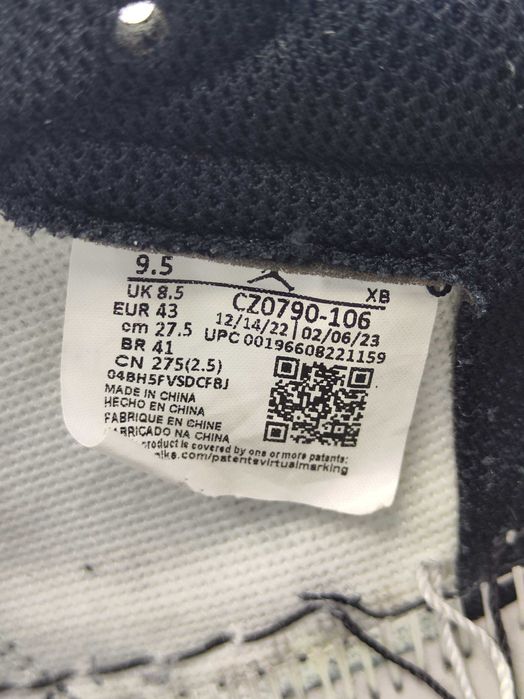 9.5
XB
UK 8.5
CZ0790-106
EUR 43
12/14/22 | 02/06/23
cm 27.5
UPC 00196608221159
BR 41
CN 275(2.5)
04BH5FVSDCFBJ
MADE IN CHINA
HECHO EN CHINA
FABRIQUE EN CHINE
ABRICADO NA CHINA
product is covered by one or more patents:
nike.com/patentsvirtualmarking